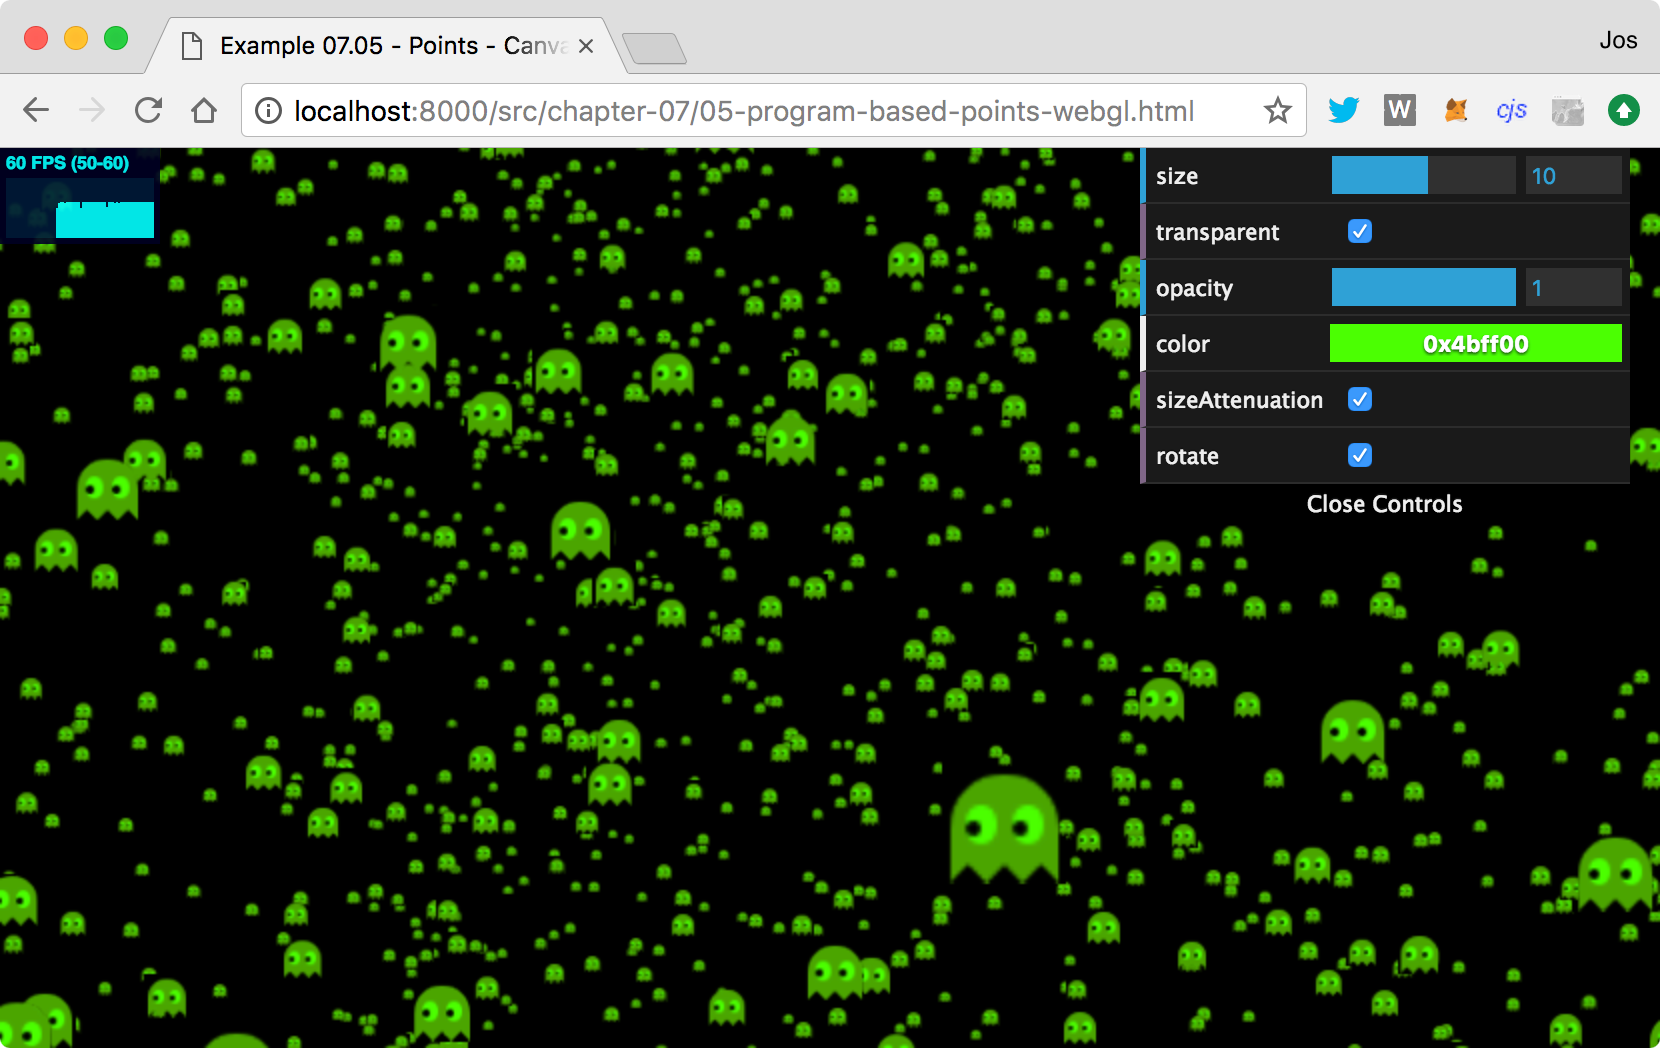 Example 07.05 - Points - Canva
Jos
localhost:8000/src/chapter-07/05-program-based-points-webgl.html
W
cjs
60 FPS (50-60)
size 10
transparent
opacity 1
color 0x4bff00
sizeAttenuation
rotate
Close Controls